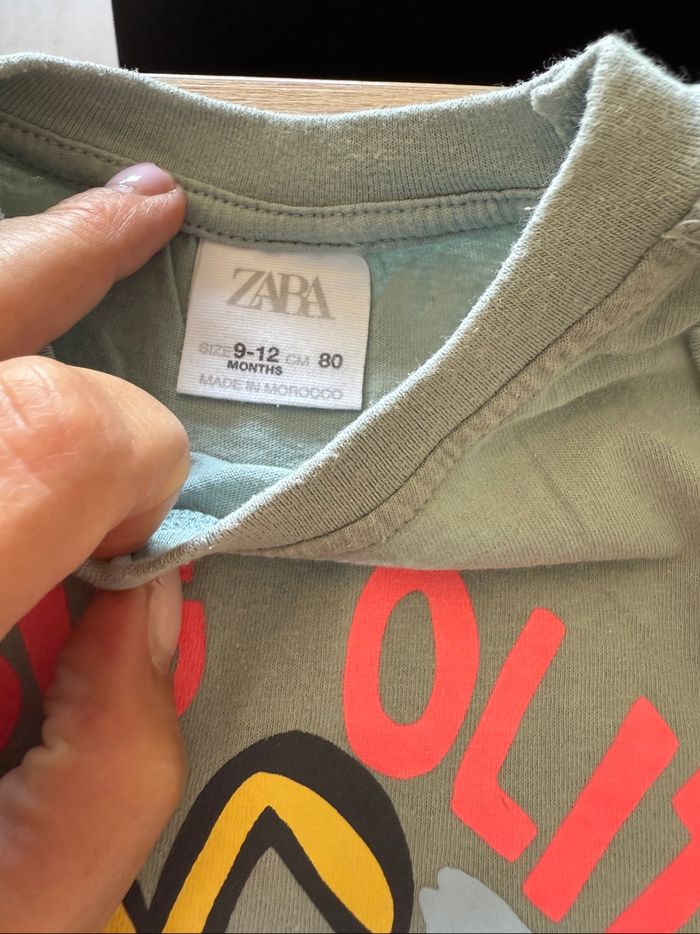 ZARA
SIZE 9-12 CM 80
MONTHS
MADE IN MOROCCO